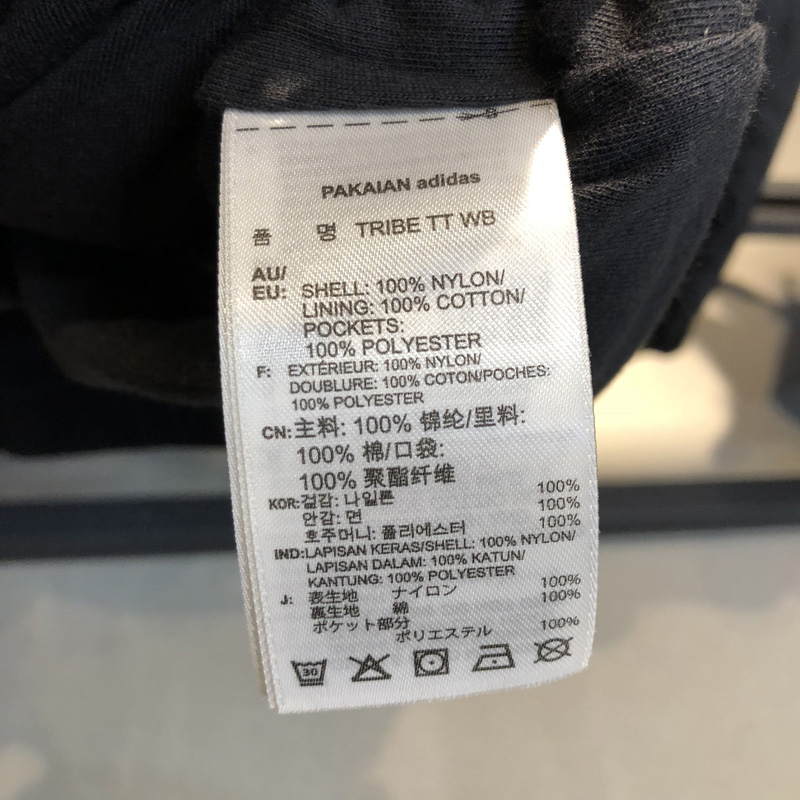 PAKAIAN adidas
품 명 TRIBE TT WB
AU/
EU: SHELL: 100% NYLON/
LINING: 100% COTTON/
POCKETS:
100% POLYESTER
F: EXTÉRIEUR: 100% NYLON/
DOUBLURE: 100% COTON/POCHES:
100% POLYESTER
CN:主料: 100% 锦纶/里料:
100% 棉/口袋:
100% 聚酯纤维
KOR:겉감: 나일론 100%
안감: 면 100%
호주머니: 폴리에스터 100%
IND:LAPISAN KERAS/SHELL: 100% NYLON/
LAPISAN DALAM: 100% KATUN/
KANTUNG: 100% POLYESTER
J: 表生地 ナイロン 100%
裏生地 綿 100%
ポケット部分
ポリエステル 100%
30